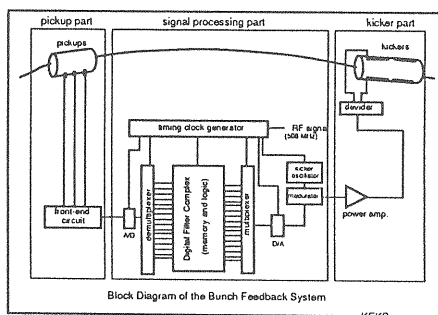 pickup part
signal processing part
kicker part
pickups
kickers
devider
timing clock generator
RF signa
(508 MHz)
kicker
oscillator
modulator
front-end
circuit
A/D
demultiplexer
Digital Filter Complex
(memory and logic)
multiplexer
D/A
power amp.
Block Diagram of the Bunch Feedback System
KEKB